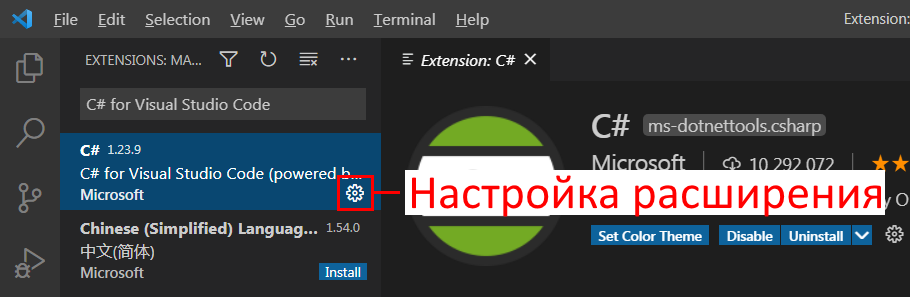 File Edit Selection View Go Run Terminal Help Extension:
EXTENSIONS: MA... Extension: C#
C# for Visual Studio Code
C# 1.23.9
C# for Visual Studio Code (powered b...
Microsoft
Chinese (Simplified) Languag... 1.54.0
中文(简体)
Microsoft Install
C# ms-dotnettools.csharp
Microsoft 10 292 072
Настройка расширения
Set Color Theme Disable Uninstall